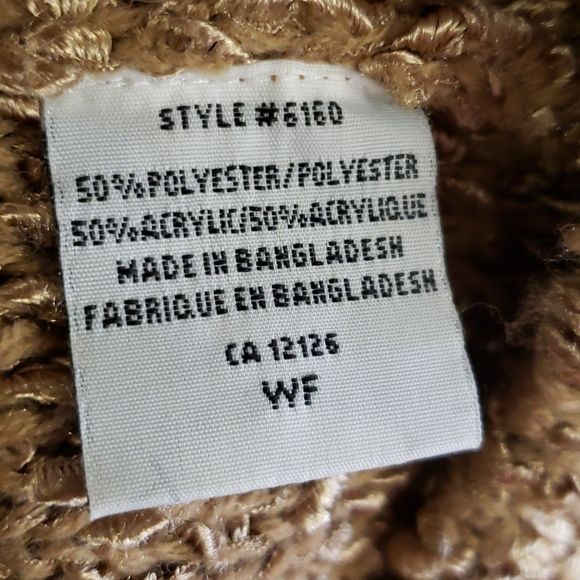 STYLE #6160
50%POLYESTER/POLYESTER
50%ACRYLIC/50%ACRYLIQUE
MADE IN BANGLADESH
FABRIQUE EN BANGLADESH
CA 12126
WF